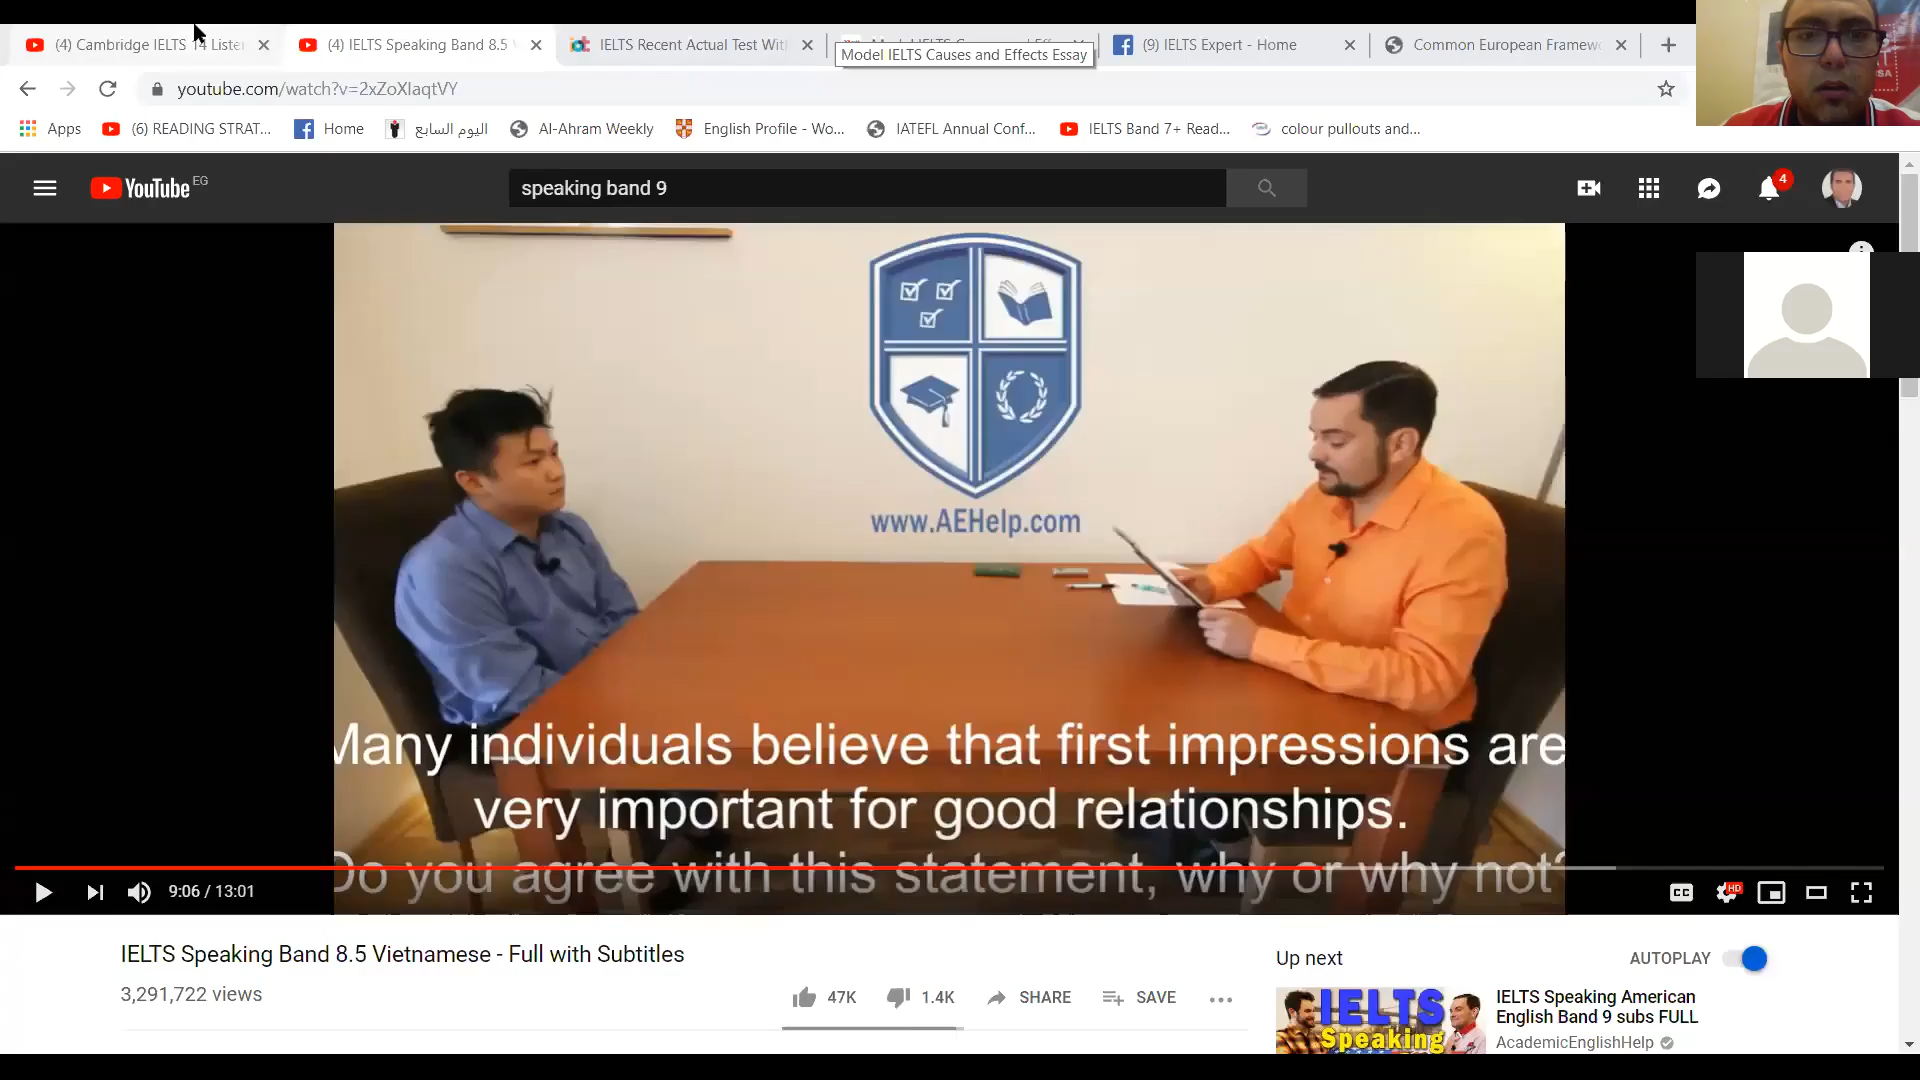 (4) Cambridge IELTS 14 Liste
(4) IELTS Speaking Band 8.5
IELTS Recent Actual Test Wit
Model IELTS Causes and Effects Essay
(9) IELTS Expert - Home
Common European Framew
youtube.com/watch?v=2xZoXlaqtVY
Apps
(6) READING STRAT...
Home
اليوم السابع
Al-Ahram Weekly
English Profile - Wo...
IATEFL Annual Conf...
IELTS Band 7+ Read...
colour pullouts and...
YouTube EG
speaking band 9
4
www.AEHelp.com
Many individuals believe that first impressions are
very important for good relationships.
Do you agree with this statement, why or why not?
9:06 / 13:01
CC
HD
IELTS Speaking Band 8.5 Vietnamese - Full with Subtitles
3,291,722 views
47K
1.4K
SHARE
SAVE
Up next
AUTOPLAY
IELTS
Speaking
IELTS Speaking American
English Band 9 subs FULL
AcademicEnglishHelp